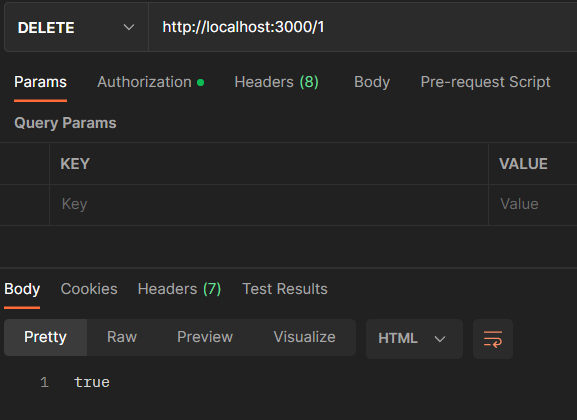 DELETE http://localhost:3000/1
Params Authorization Headers (8) Body Pre-request Script
Query Params
KEY VALUE
Key Value
Body Cookies Headers (7) Test Results
Pretty Raw Preview Visualize HTML
1 true